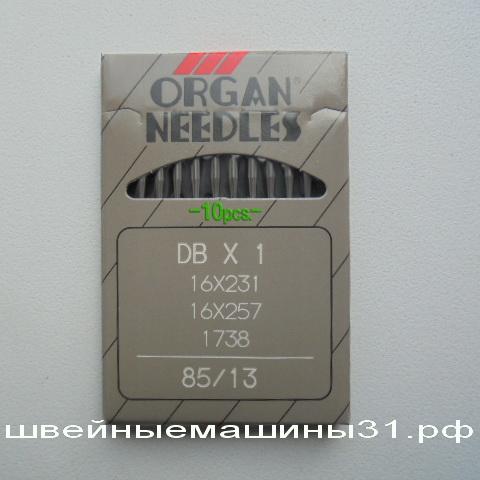 ORGAN®
NEEDLES
-10pcs.-
DB X 1
16X231
16X257
1738
85/13
швейныемашины31.рф